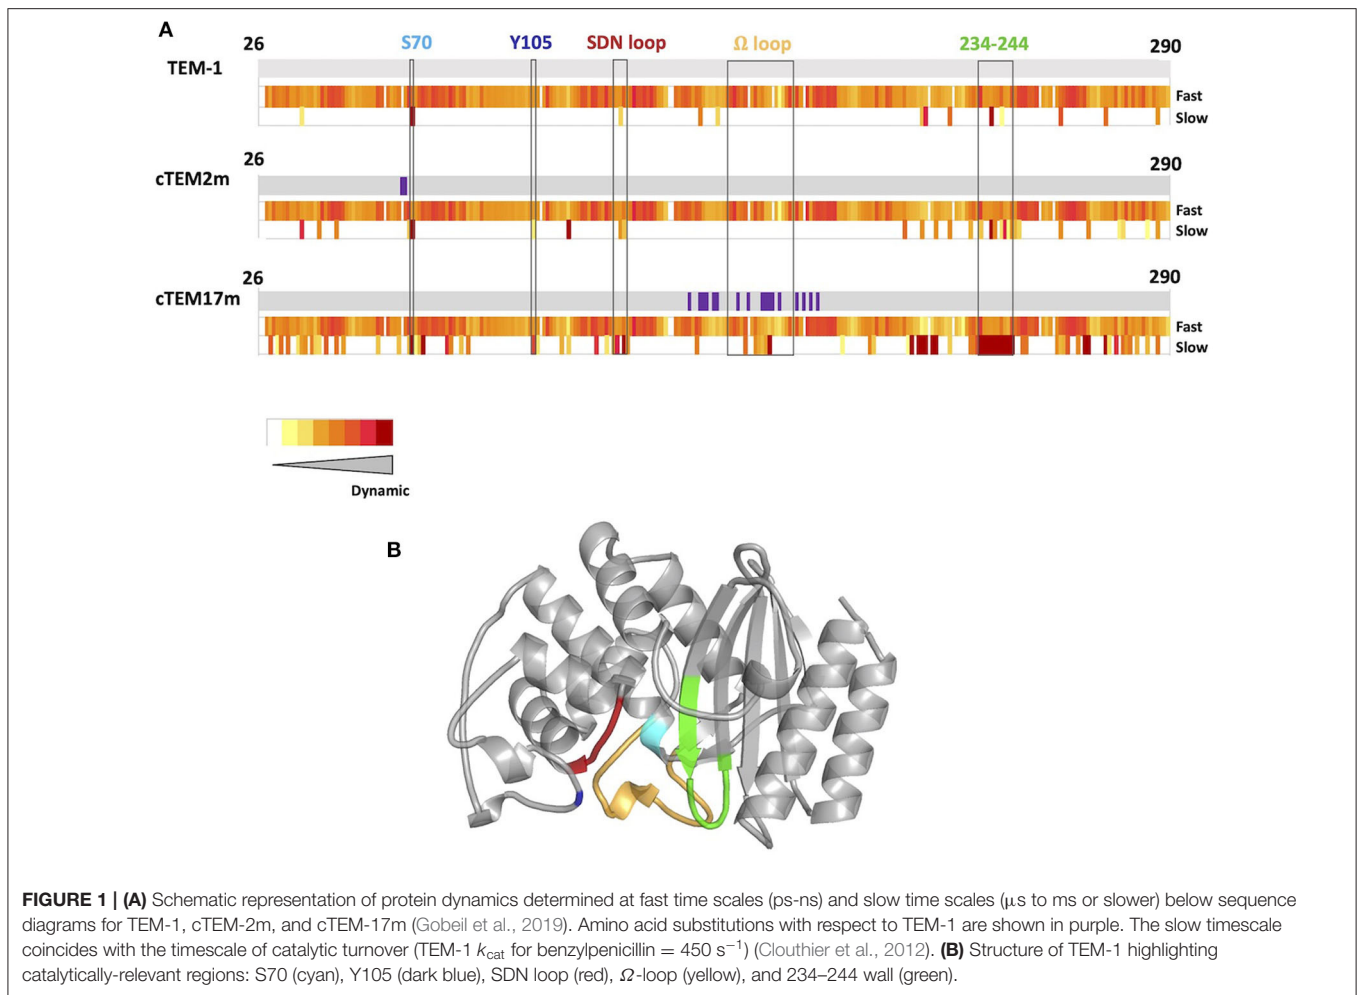 A
26 S70 Y105 SDN loop Ω loop 234-244 290
TEM-1
Fast
Slow
26 290
cTEM2m
Fast
Slow
26 290
cTEM17m
Fast
Slow
Dynamic
B
FIGURE 1 | (A) Schematic representation of protein dynamics determined at fast time scales (ps-ns) and slow time scales (μs to ms or slower) below sequence
diagrams for TEM-1, cTEM-2m, and cTEM-17m (Gobeil et al., 2019). Amino acid substitutions with respect to TEM-1 are shown in purple. The slow timescale
coincides with the timescale of catalytic turnover (TEM-1 kcat for benzylpenicillin = 450 s⁻¹) (Clouthier et al., 2012). (B) Structure of TEM-1 highlighting
catalytically-relevant regions: S70 (cyan), Y105 (dark blue), SDN loop (red), Ω-loop (yellow), and 234–244 wall (green).